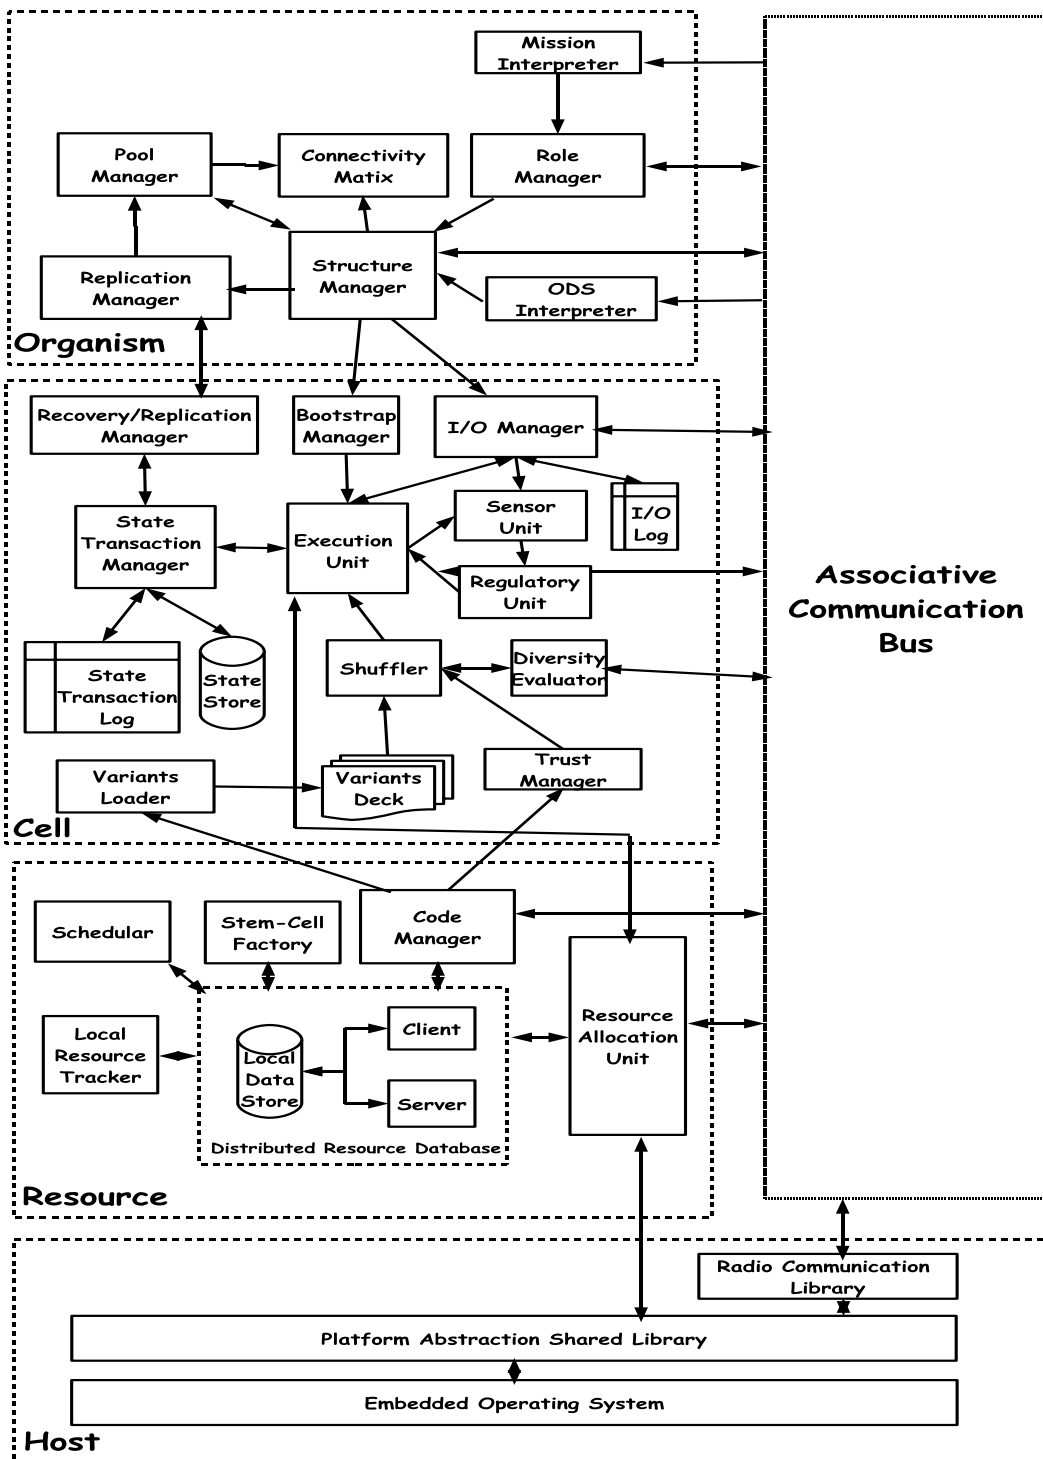 Mission
Interpreter
Pool
Manager
Connectivity
Matix
Role
Manager
Structure
Manager
Replication
Manager
ODS
Interpreter
Organism
Recovery/Replication
Manager
Bootstrap
Manager
I/O Manager
Sensor
Unit
I/O
Log
State
Transaction
Manager
Execution
Unit
Regulatory
Unit
Associative
Communication
Bus
State
Transaction
Log
State
Store
Shuffler
Diversity
Evaluator
Variants
Loader
Variants
Deck
Trust
Manager
Cell
Schedular
Stem-Cell
Factory
Code
Manager
Local
Resource
Tracker
Local
Data
Store
Client
Server
Resource
Allocation
Unit
Distributed Resource Database
Resource
Radio Communication
Library
Platform Abstraction Shared Library
Embedded Operating System
Host